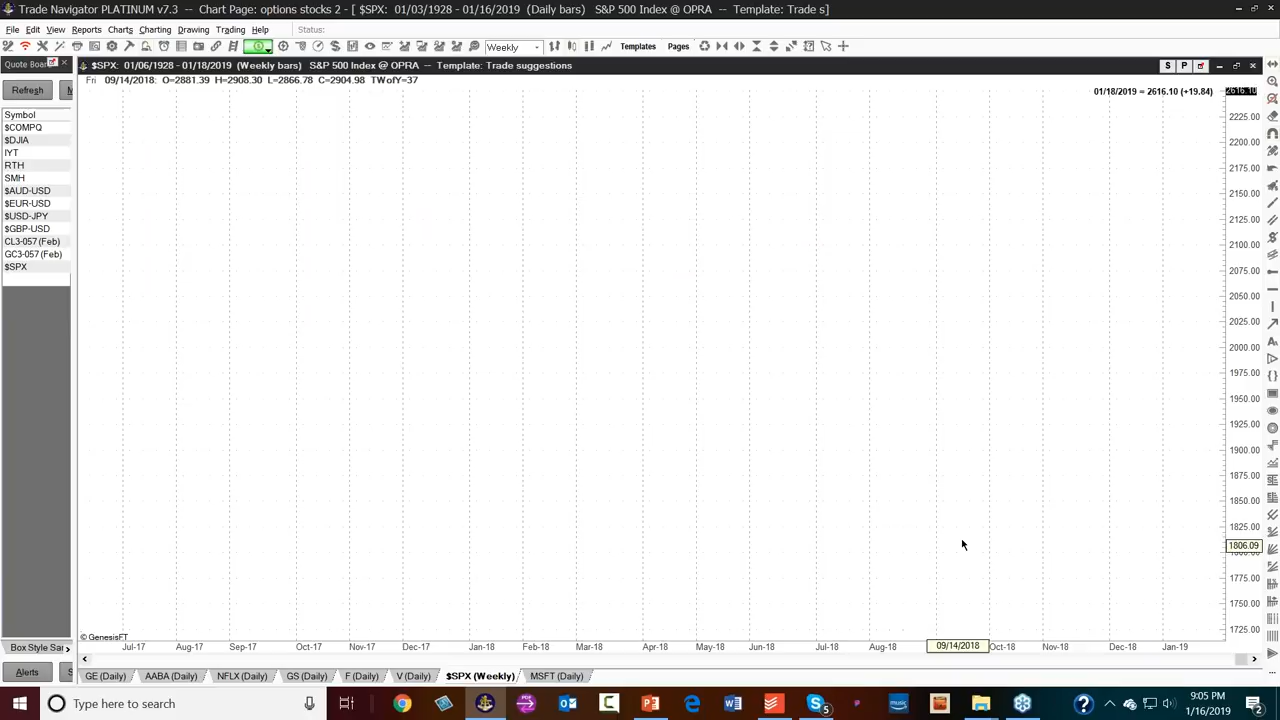 Trade Navigator PLATINUM v7.3 -- Chart Page: options stocks 2 - [ $SPX: 01/03/1928 - 01/16/2019 (Daily bars) S&P 500 Index @ OPRA -- Template: Trade s]
File Edit View Reports Charts Charting Drawing Trading Help Status:
Weekly Templates Pages
Quote Boar
$SPX: 01/06/1928 - 01/18/2019 (Weekly bars) S&P 500 Index @ OPRA -- Template: Trade suggestions
S P
Fri 09/14/2018: O=2881.39 H=2908.30 L=2866.78 C=2904.98 TWofY=37
Refresh
01/18/2019 = 2616.10 (+19.84)
2616.10
Symbol
$COMPQ
$DJIA
IYT
RTH
SMH
$AUD-USD
$EUR-USD
$USD-JPY
$GBP-USD
CL3-057 (Feb)
GC3-057 (Feb)
$SPX
2225.00
2200.00
2175.00
2150.00
2125.00
2100.00
2075.00
2050.00
2025.00
2000.00
1975.00
1950.00
1925.00
1900.00
1875.00
1850.00
1825.00
1806.09
1775.00
1750.00
1725.00
© GenesisFT
Jul-17 Aug-17 Sep-17 Oct-17 Nov-17 Dec-17 Jan-18 Feb-18 Mar-18 Apr-18 May-18 Jun-18 Jul-18 Aug-18 09/14/2018 Oct-18 Nov-18 Dec-18 Jan-19
Box Style Sar
Alerts
GE (Daily) AABA (Daily) NFLX (Daily) GS (Daily) F (Daily) V (Daily) $SPX (Weekly) MSFT (Daily)
Type here to search
9:05 PM
1/16/2019